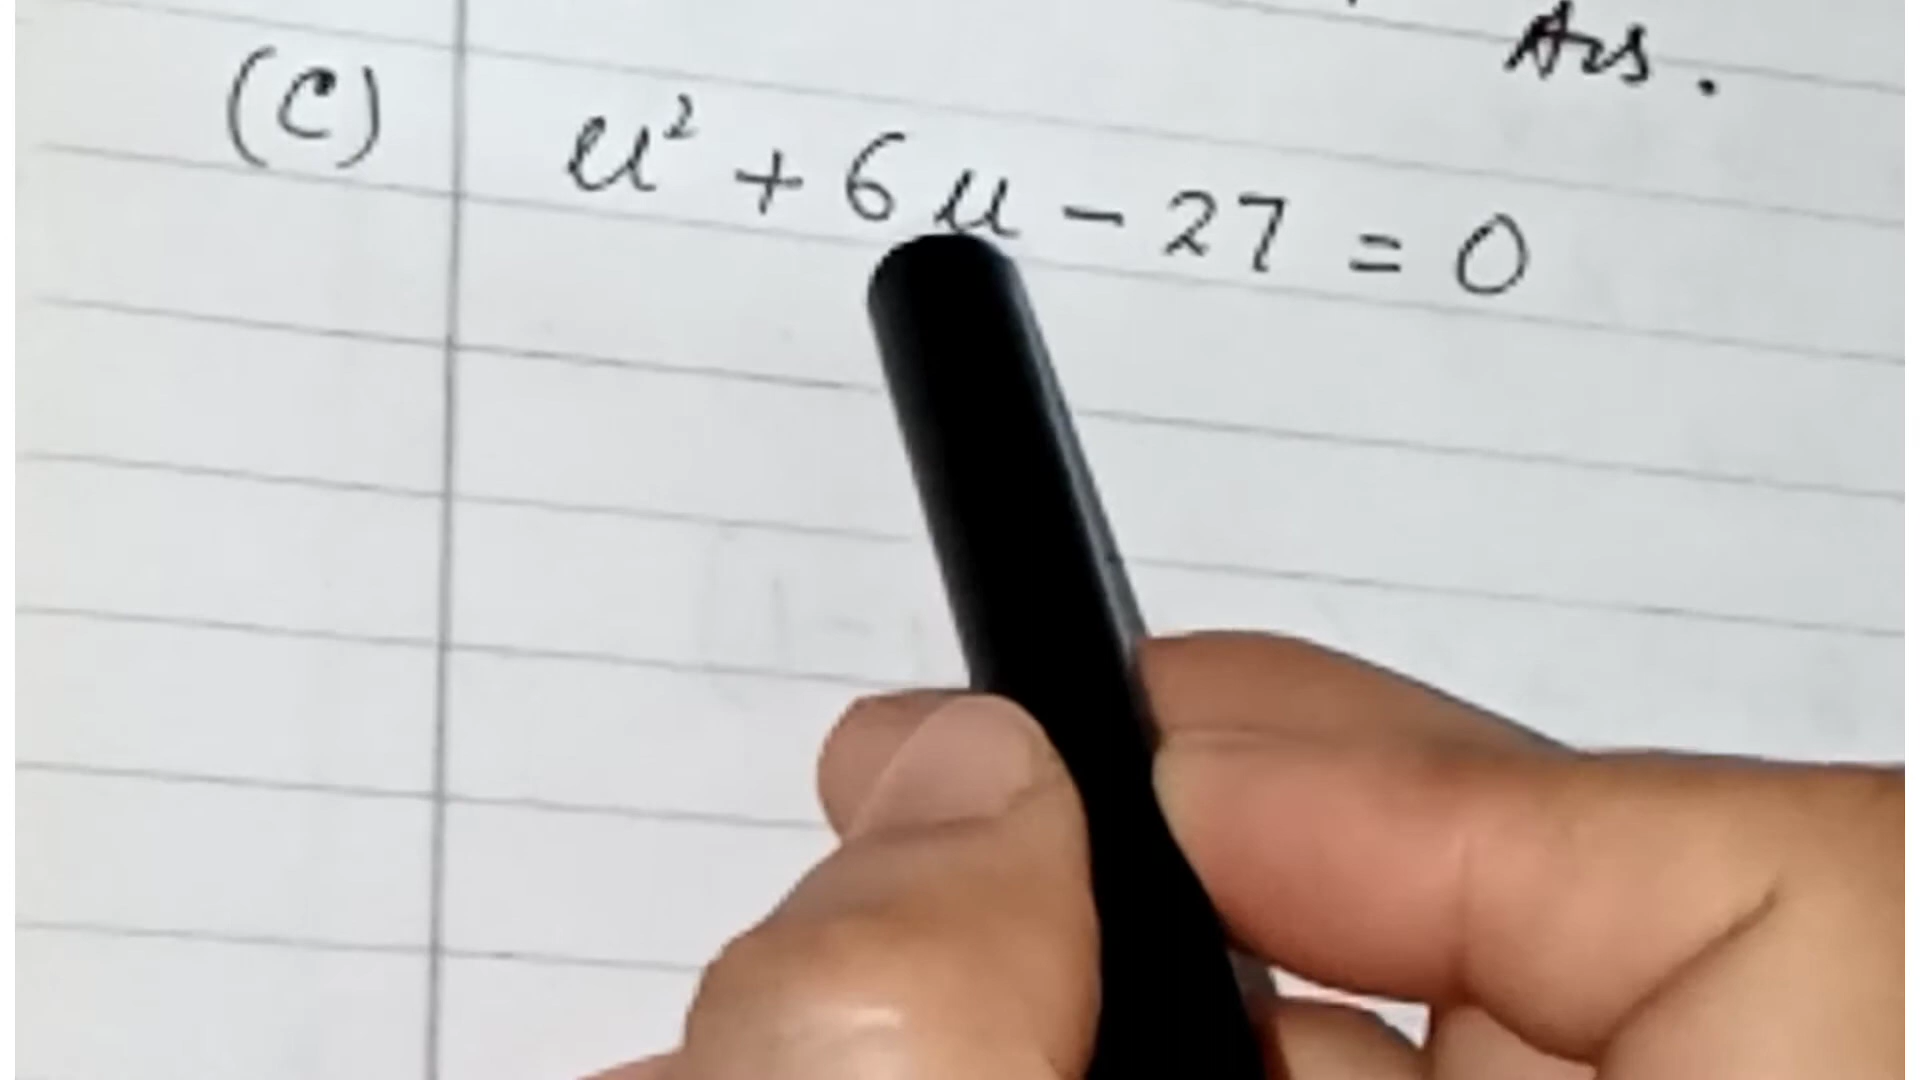 Ans.
(C) u² + 6u - 27 = 0